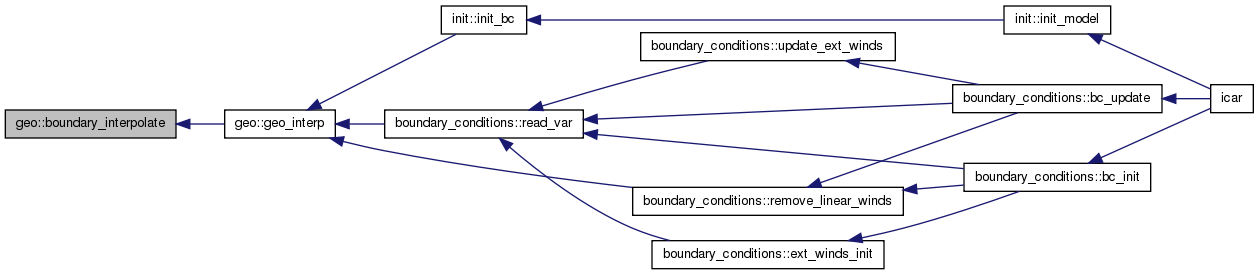 init::init_bc
init::init_model
boundary_conditions::update_ext_winds
boundary_conditions::bc_update
icar
geo::boundary_interpolate
geo::geo_interp
boundary_conditions::read_var
boundary_conditions::bc_init
boundary_conditions::remove_linear_winds
boundary_conditions::ext_winds_init